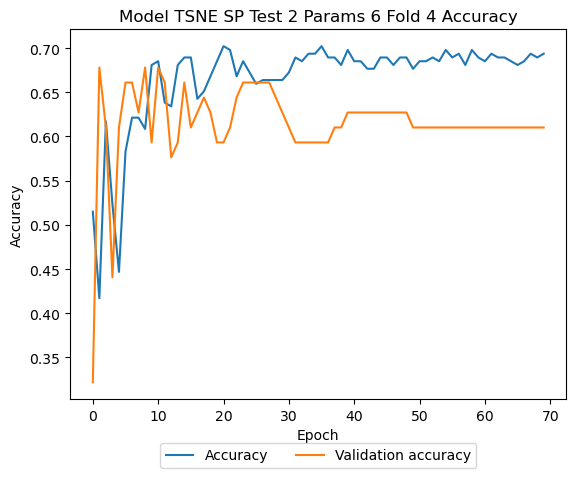 Model TSNE SP Test 2 Params 6 Fold 4 Accuracy
0.70
0.65
0.60
0.55
0.50
0.45
0.40
0.35
Accuracy
0 10 20 30 40 50 60 70
Epoch
Accuracy Validation accuracy